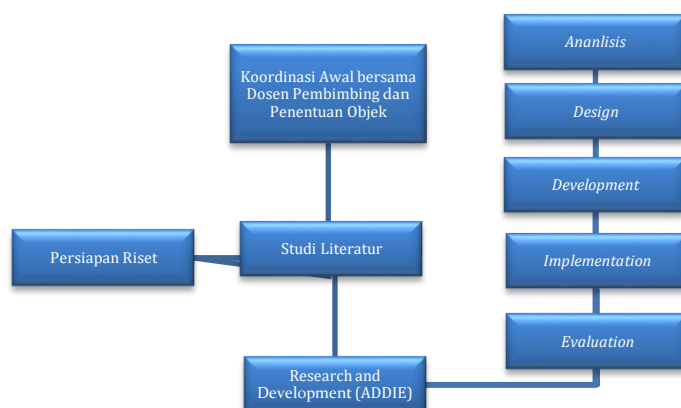 Koordinasi Awal bersama
Dosen Pembimbing dan
Penentuan Objek
Persiapan Riset
Studi Literatur
Research and
Development (ADDIE)
Ananlisis
Design
Development
Implementation
Evaluation